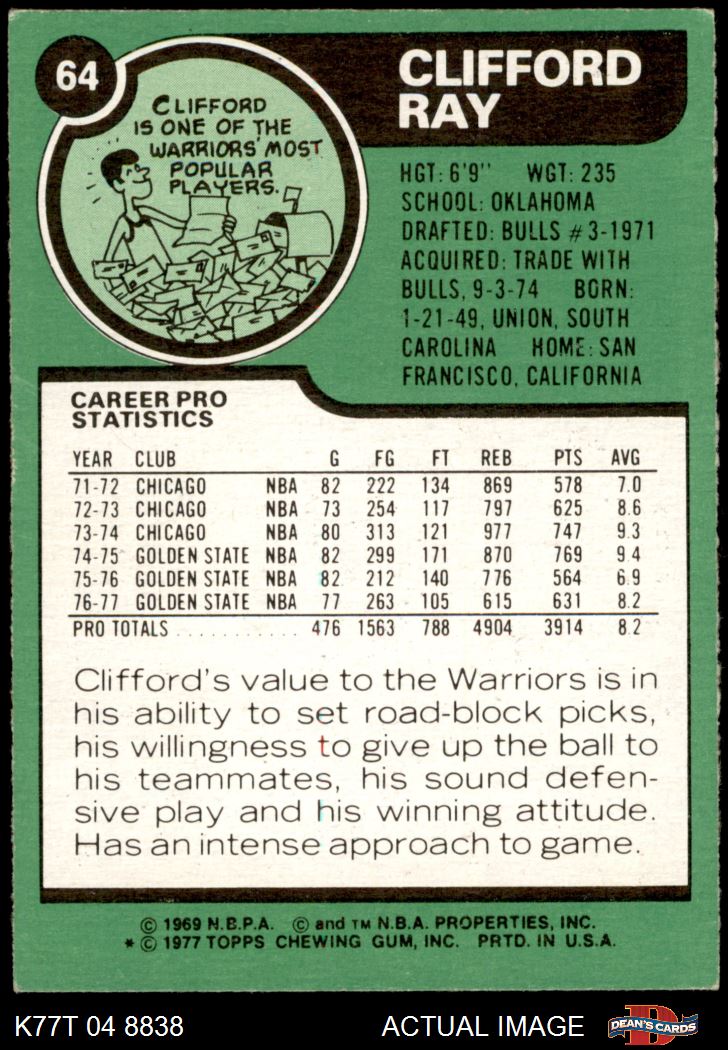 64
CLIFFORD
IS ONE OF THE
WARRIORS' MOST
POPULAR
PLAYERS.
CLIFFORD
RAY
HGT: 6'9" WGT: 235
SCHOOL: OKLAHOMA
DRAFTED: BULLS #3-1971
ACQUIRED: TRADE WITH
BULLS, 9-3-74 BORN:
1-21-49, UNION, SOUTH
CAROLINA HOME: SAN
FRANCISCO, CALIFORNIA
CAREER PRO
STATISTICS
YEAR CLUB G FG FT REB PTS AVG
71-72 CHICAGO NBA 82 222 134 869 578 7.0
72-73 CHICAGO NBA 73 254 117 797 625 8.6
73-74 CHICAGO NBA 80 313 121 977 747 9.3
74-75 GOLDEN STATE NBA 82 299 171 870 769 9.4
75-76 GOLDEN STATE NBA 82 212 140 776 564 6.9
76-77 GOLDEN STATE NBA 77 263 105 615 631 8.2
PRO TOTALS . . . . . . . . . . . 476 1563 788 4904 3914 8.2
Clifford's value to the Warriors is in
his ability to set road-block picks,
his willingness to give up the ball to
his teammates, his sound defen-
sive play and his winning attitude.
Has an intense approach to game.
© 1969 N.B.P.A. © and TM N.B.A. PROPERTIES, INC.
* © 1977 TOPPS CHEWING GUM, INC. PRTD. IN U.S.A.
K77T 04 8838 ACTUAL IMAGE D DEAN'S CARDS